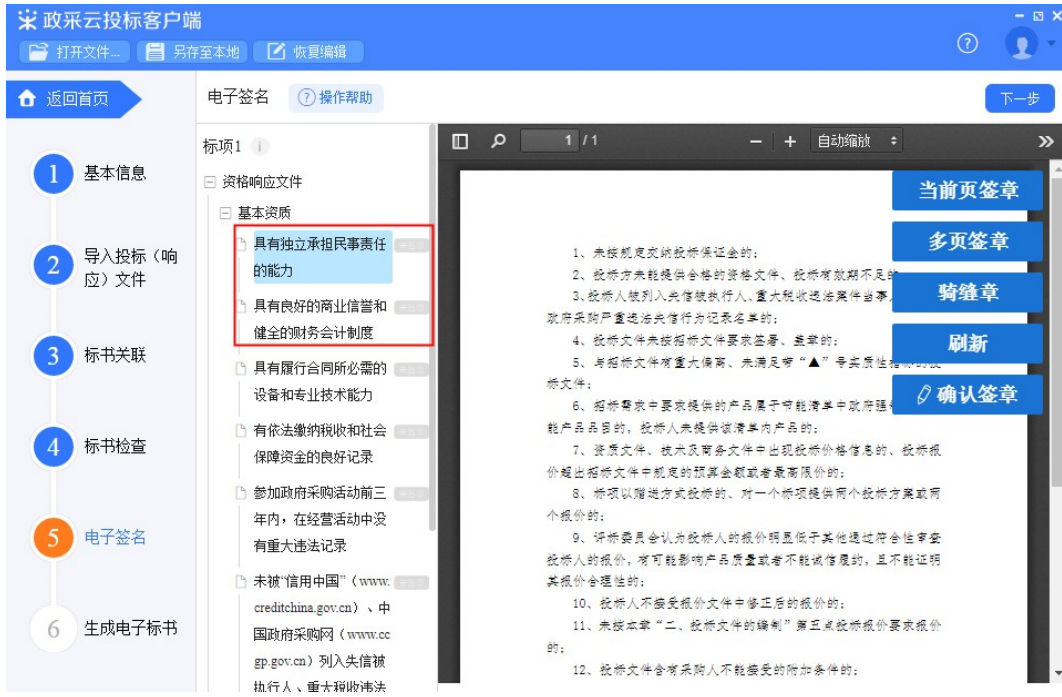 政采云投标客户端
打开文件...
另存至本地
恢复编辑
返回首页
电子签名
操作帮助
下一步
1 基本信息
2 导入投标（响
应）文件
3 标书关联
4 标书检查
5 电子签名
6 生成电子标书
标项1
资格响应文件
基本资质
具有独立承担民事责任
的能力
具有良好的商业信誉和
健全的财务会计制度
具有履行合同所必需的
设备和专业技术能力
有依法缴纳税收和社会
保障资金的良好记录
参加政府采购活动前三
年内，在经营活动中没
有重大违法记录
未被“信用中国”（www.
creditchina.gov.cn）、中
国政府采购网（www.cc
gp.gov.cn）列入失信被
执行人、重大税收违法
1 / 1
自动缩放
当前页签章
多页签章
骑缝章
刷新
确认签章
1、未按规定交纳投标保证金的；
2、投标方未能提供合格的资格文件、投标有效期不足的
3、投标人被列入失信被执行人、重大税收违法案件当事人
政府采购严重违法失信行为记录名单的；
4、投标文件未按招标文件要求签署、盖章的；
5、与招标文件有重大偏离、未满足带“▲”号实质性指标的投
标文件；
6、招标需求中要求提供的产品属于节能清单中政府强
能产品品目的，投标人未提供该清单内产品的；
7、资质文件、技术及商务文件中出现投标价格信息的、投标报
价超出招标文件中规定的预算金额或者最高限价的；
8、标项以赠送方式投标的、对一个标项提供两个投标方案或两
个报价的；
9、评标委员会认为投标人的报价明显低于其他通过符合性审查
投标人的报价，有可能影响产品质量或者不能诚信履约，且不能证明
其报价合理性的；
10、投标人不接受报价文件中修正后的报价的；
11、未按本章“二、投标文件的编制”第五点投标报价要求报价
的；
12、投标文件含有采购人不能接受的附加条件的；